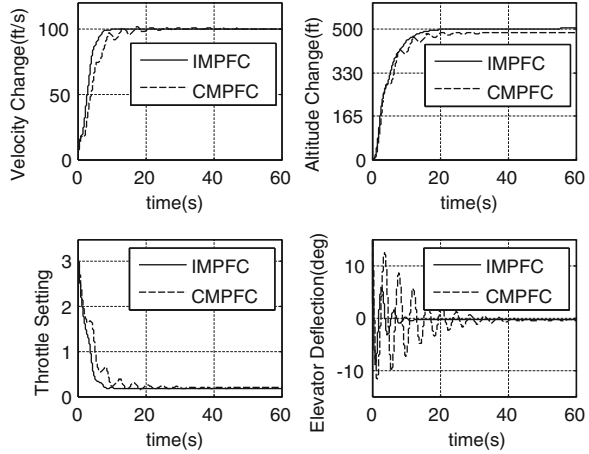 Velocity Change(ft/s)
100
50
0
IMPFC
CMPFC
0 20 40 60
time(s)
Altitude Change(ft)
500
330
165
0
IMPFC
CMPFC
0 20 40 60
time(s)
Throttle Setting
3
2
1
0
IMPFC
CMPFC
0 20 40 60
time(s)
Elevator Deflection(deg)
10
0
-10
IMPFC
CMPFC
0 20 40 60
time(s)